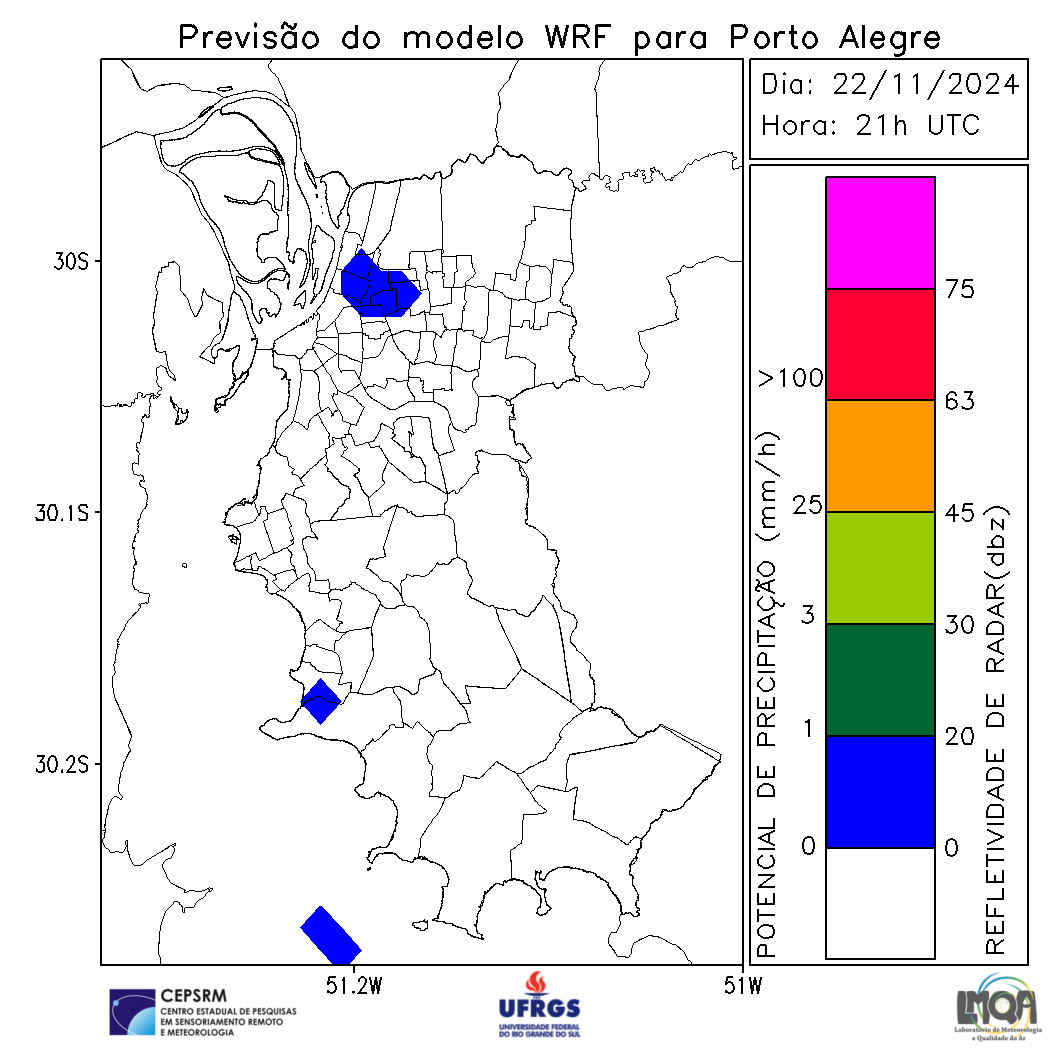 Previsão do modelo WRF para Porto Alegre
Dia: 22/11/2024
Hora: 21h UTC
30S
30.1S
30.2S
51.2W
51W
POTENCIAL DE PRECIPITAÇÃO (mm/h)
>100
25
3
1
0
75
63
45
30
20
0
REFLETIVIDADE DE RADAR(dbz)
CEPSRM
CENTRO ESTADUAL DE PESQUISAS
EM SENSORIAMENTO REMOTO
E METEOROLOGIA
UFRGS
UNIVERSIDADE FEDERAL
DO RIO GRANDE DO SUL
LMQA
Laboratório de Meteorologia
e Qualidade do Ar